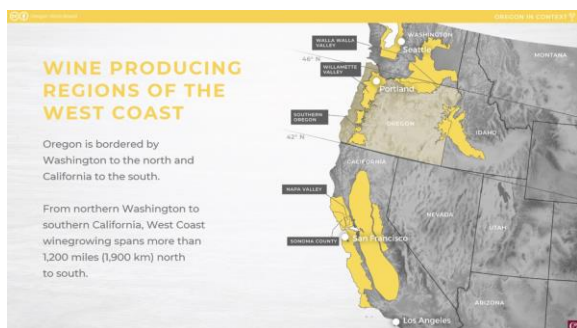 OREGON IN CONTEXT
WINE PRODUCING
REGIONS OF THE
WEST COAST
Oregon is bordered by
Washington to the north and
California to the south.
From northern Washington to
southern California, West Coast
winegrowing spans more than
1,200 miles (1,900 km) north
to south.
WALLA WALLA
VALLEY
WASHINGTON
Seattle
MONTANA
46° N
WILLAMETTE
VALLEY
Portland
SOUTHERN
OREGON
OREGON
IDAHO
42° N
CALIFORNIA
NAPA VALLEY
NEVADA
UTAH
SONOMA COUNTY
San Francisco
ARIZONA
Los Angeles